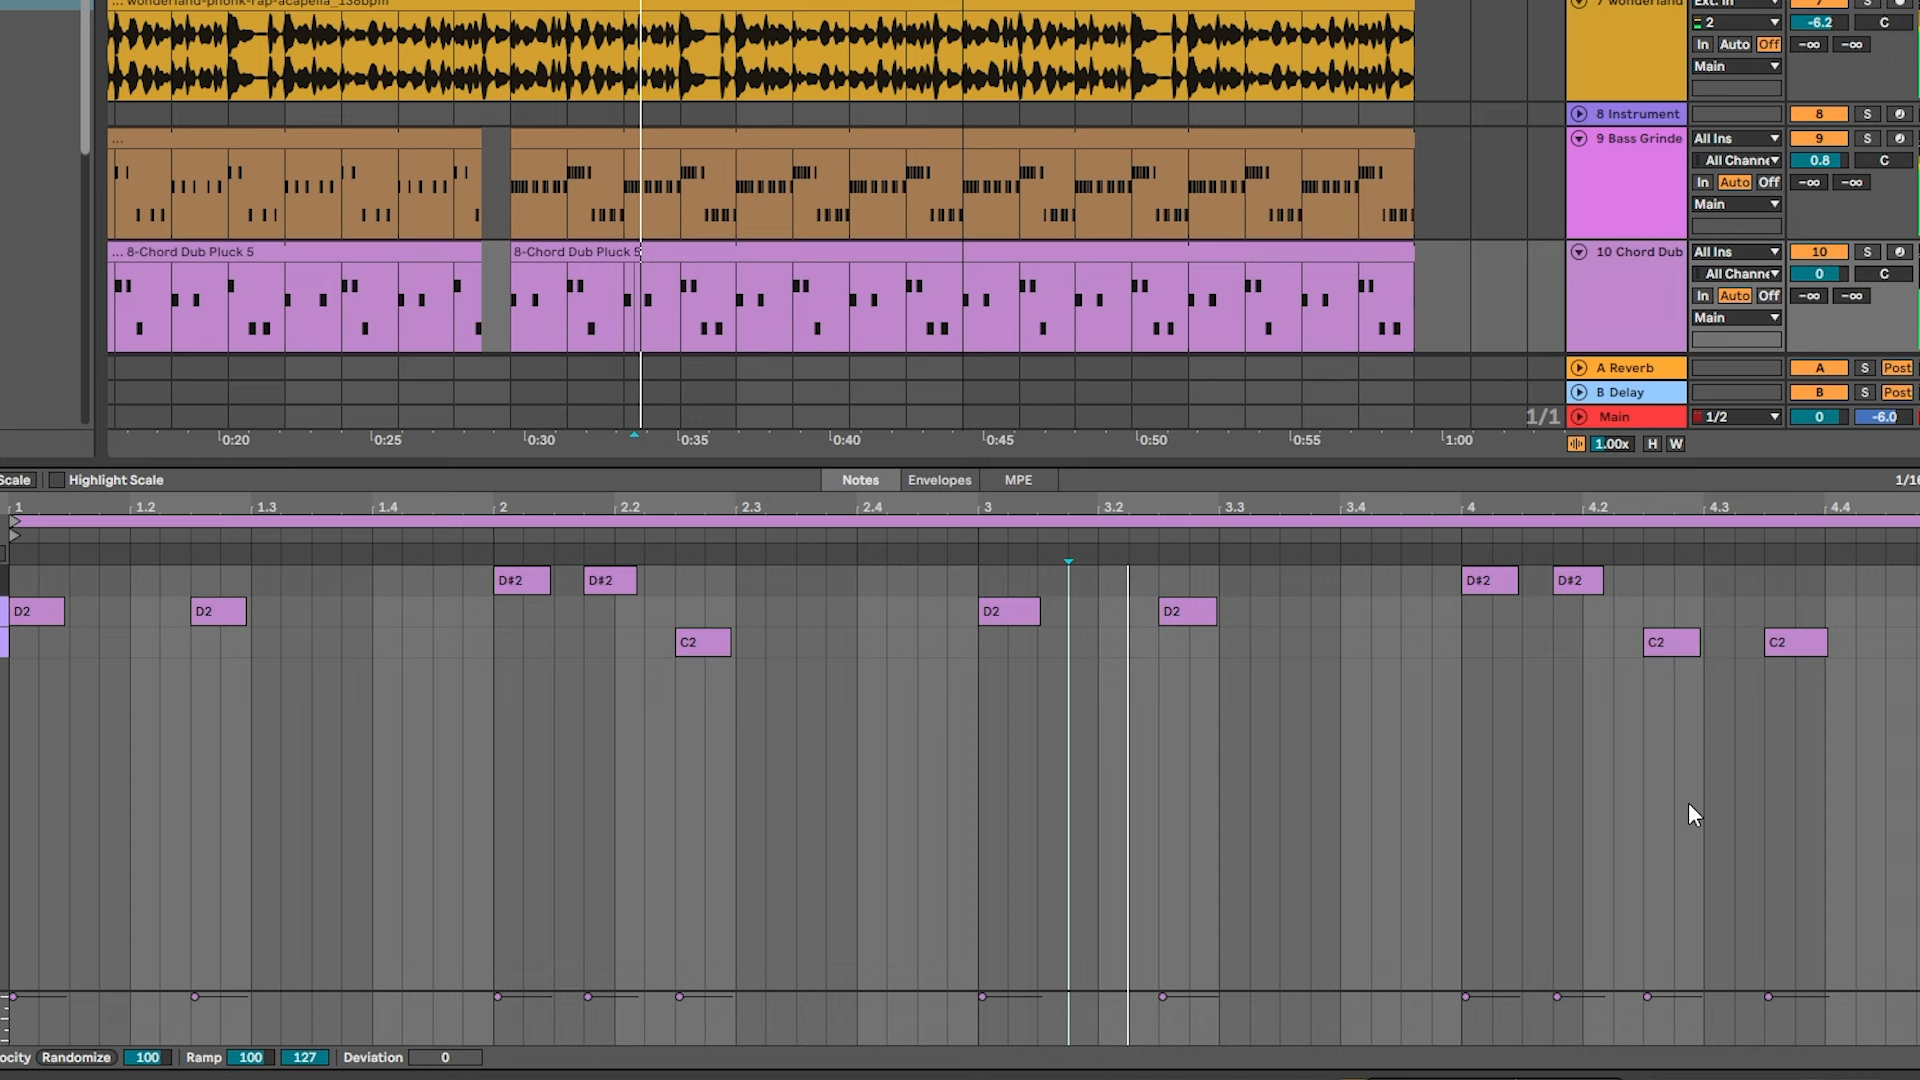 ... wonderland-phonk-rap-acapella_138bpm
7 wonderland Ext. In 7 S
2 -6.2 C
In Auto Off -∞ -∞
Main
8 Instrument 8 S
...
9 Bass Grinde All Ins 9 S
All Channe 0.8 C
In Auto Off -∞ -∞
Main
... 8-Chord Dub Pluck 5 8-Chord Dub Pluck 5
10 Chord Dub All Ins 10 S
All Channe 0 C
In Auto Off -∞ -∞
Main
A Reverb A S Post
B Delay B S Post
1/1 Main 1/2 0 -6.0
0:20 0:25 0:30 0:35 0:40 0:45 0:50 0:55 1:00 1.00x H W
Scale Highlight Scale Notes Envelopes MPE 1/16
1 1.2 1.3 1.4 2 2.2 2.3 2.4 3 3.2 3.3 3.4 4 4.2 4.3 4.4
D#2 D#2 D#2 D#2
D2 D2 D2 D2
C2 C2 C2
ocity Randomize 100 Ramp 100 127 Deviation 0